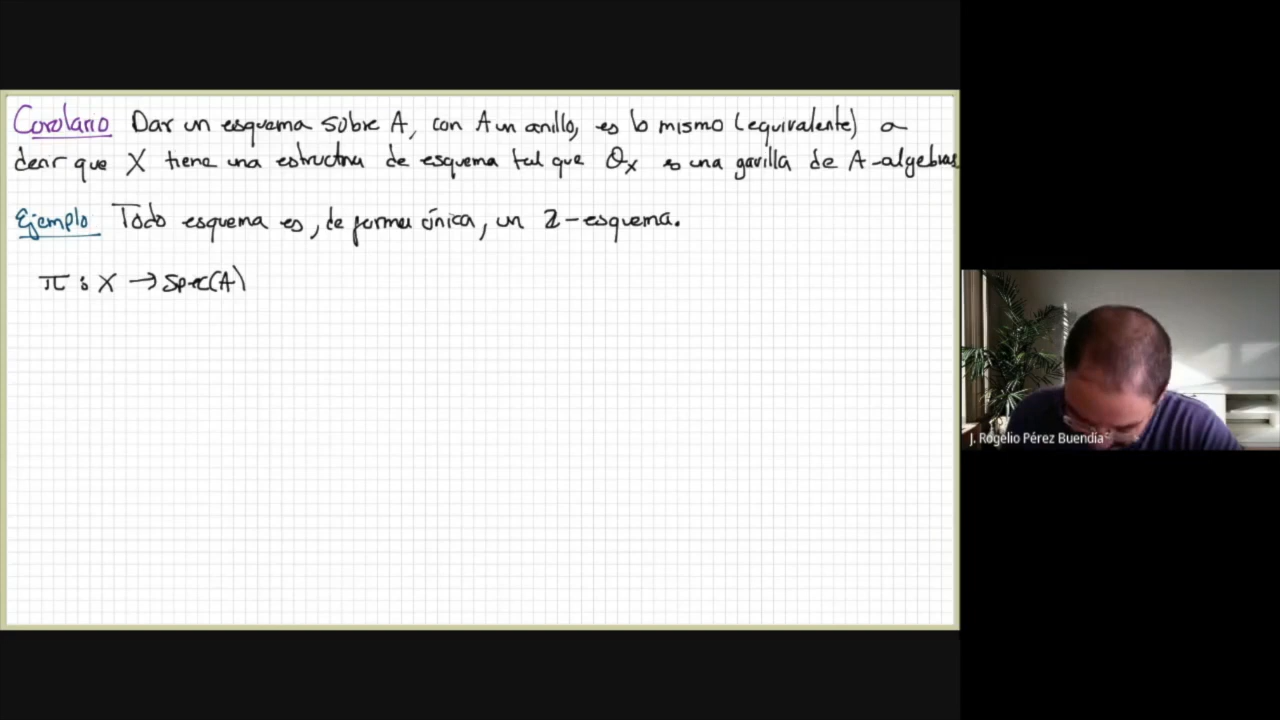 Corolario Dar un esquema sobre A, con A un anillo, es lo mismo (equivalente) a
decir que X tiene una estructura de esquema tal que O_X es una gavilla de A-algebras
Ejemplo Todo esquema es, de forma única, un Z-esquema.
π : X → Spec(A)
J. Rogelio Pérez Buendía